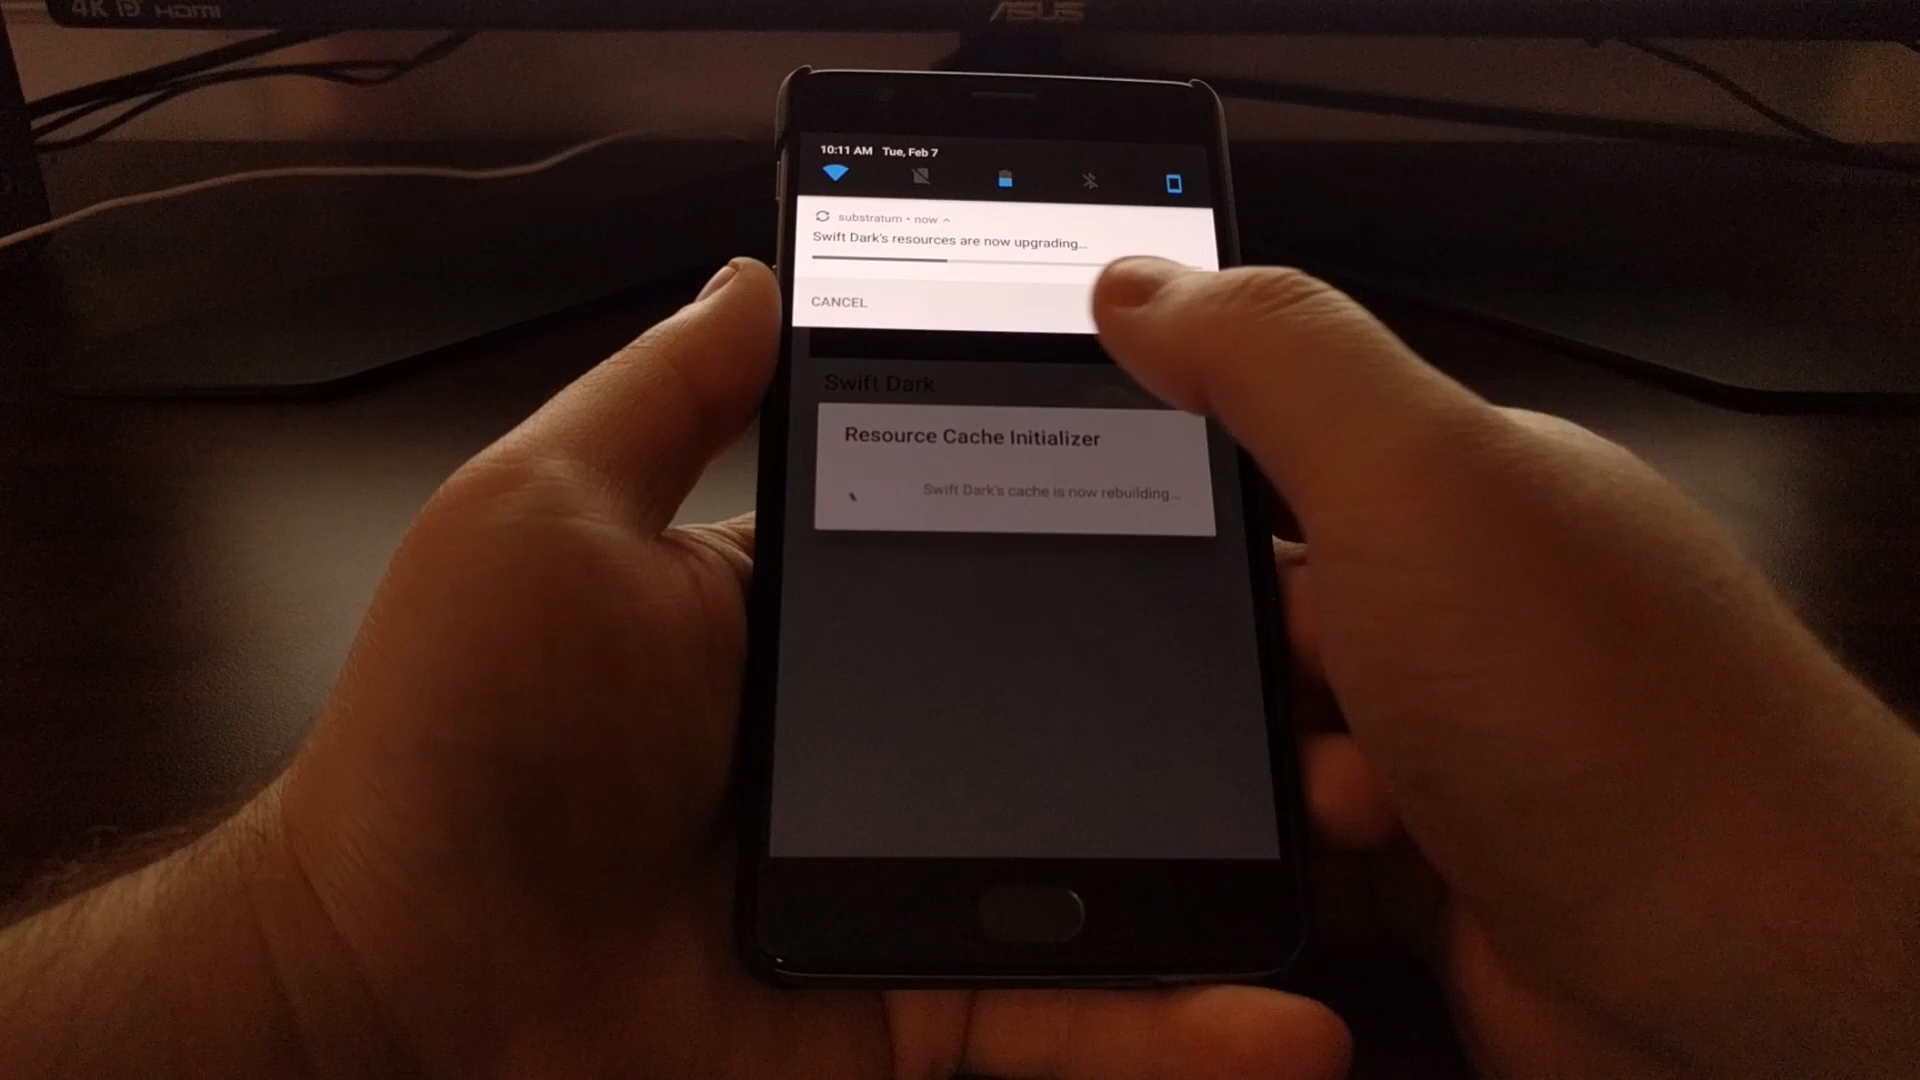 4K HDMI
ASUS
10:11 AM Tue, Feb 7
substratum • now
Swift Dark's resources are now upgrading...
CANCEL
Swift Dark
Resource Cache Initializer
Swift Dark's cache is now rebuilding...